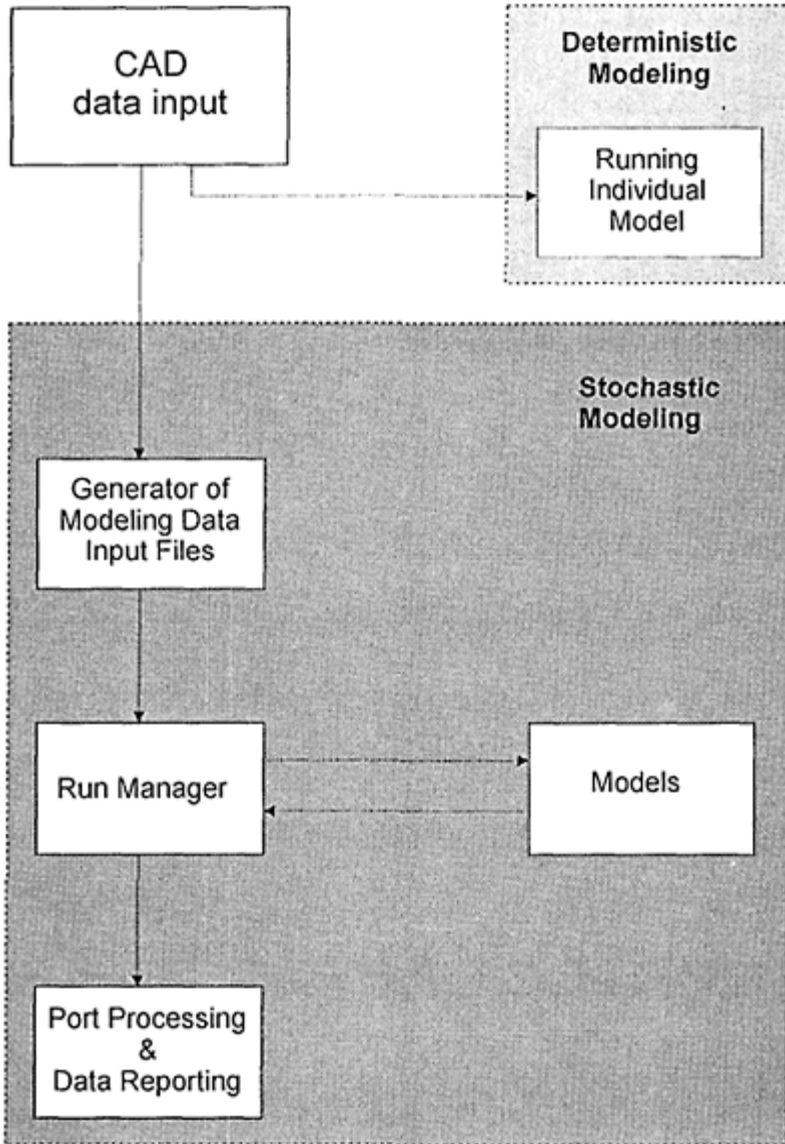 CAD
data input
Deterministic
Modeling
Running
Individual
Model
Stochastic
Modeling
Generator of
Modeling Data
Input Files
Run Manager
Models
Port Processing
&
Data Reporting